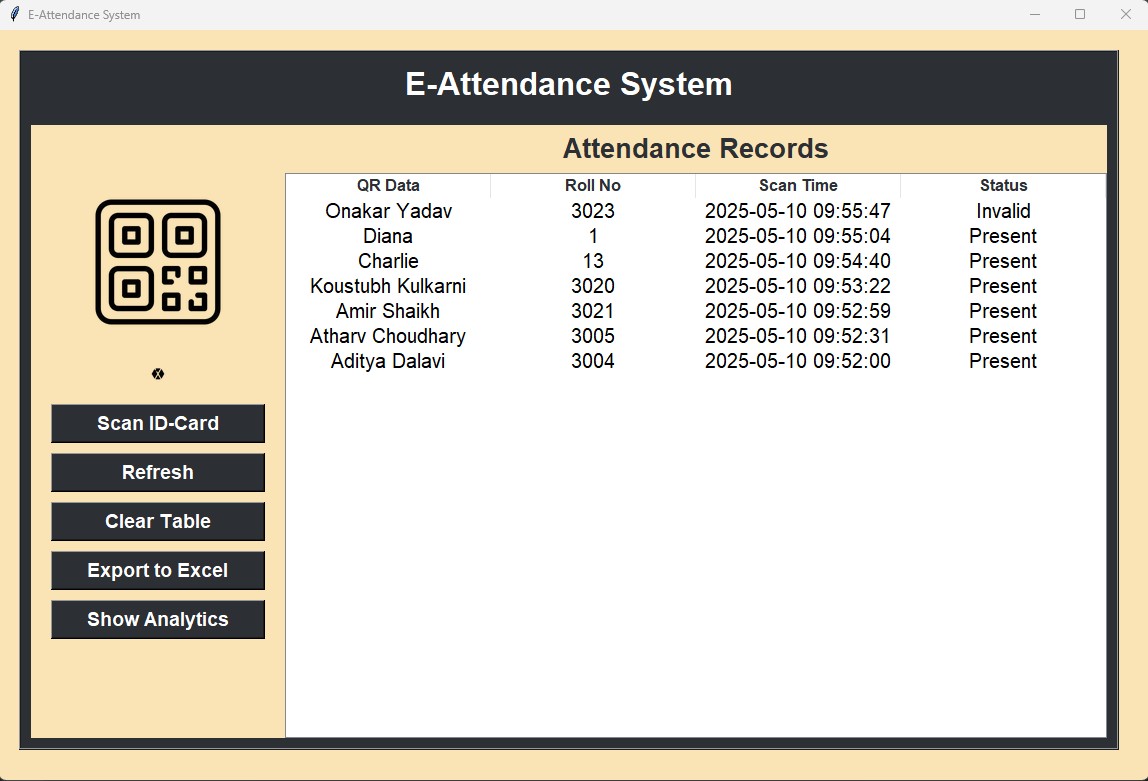 E-Attendance System
E-Attendance System
Attendance Records
QR Data Roll No Scan Time Status
Onakar Yadav 3023 2025-05-10 09:55:47 Invalid
Diana 1 2025-05-10 09:55:04 Present
Charlie 13 2025-05-10 09:54:40 Present
Koustubh Kulkarni 3020 2025-05-10 09:53:22 Present
Amir Shaikh 3021 2025-05-10 09:52:59 Present
Atharv Choudhary 3005 2025-05-10 09:52:31 Present
Aditya Dalavi 3004 2025-05-10 09:52:00 Present
Scan ID-Card
Refresh
Clear Table
Export to Excel
Show Analytics